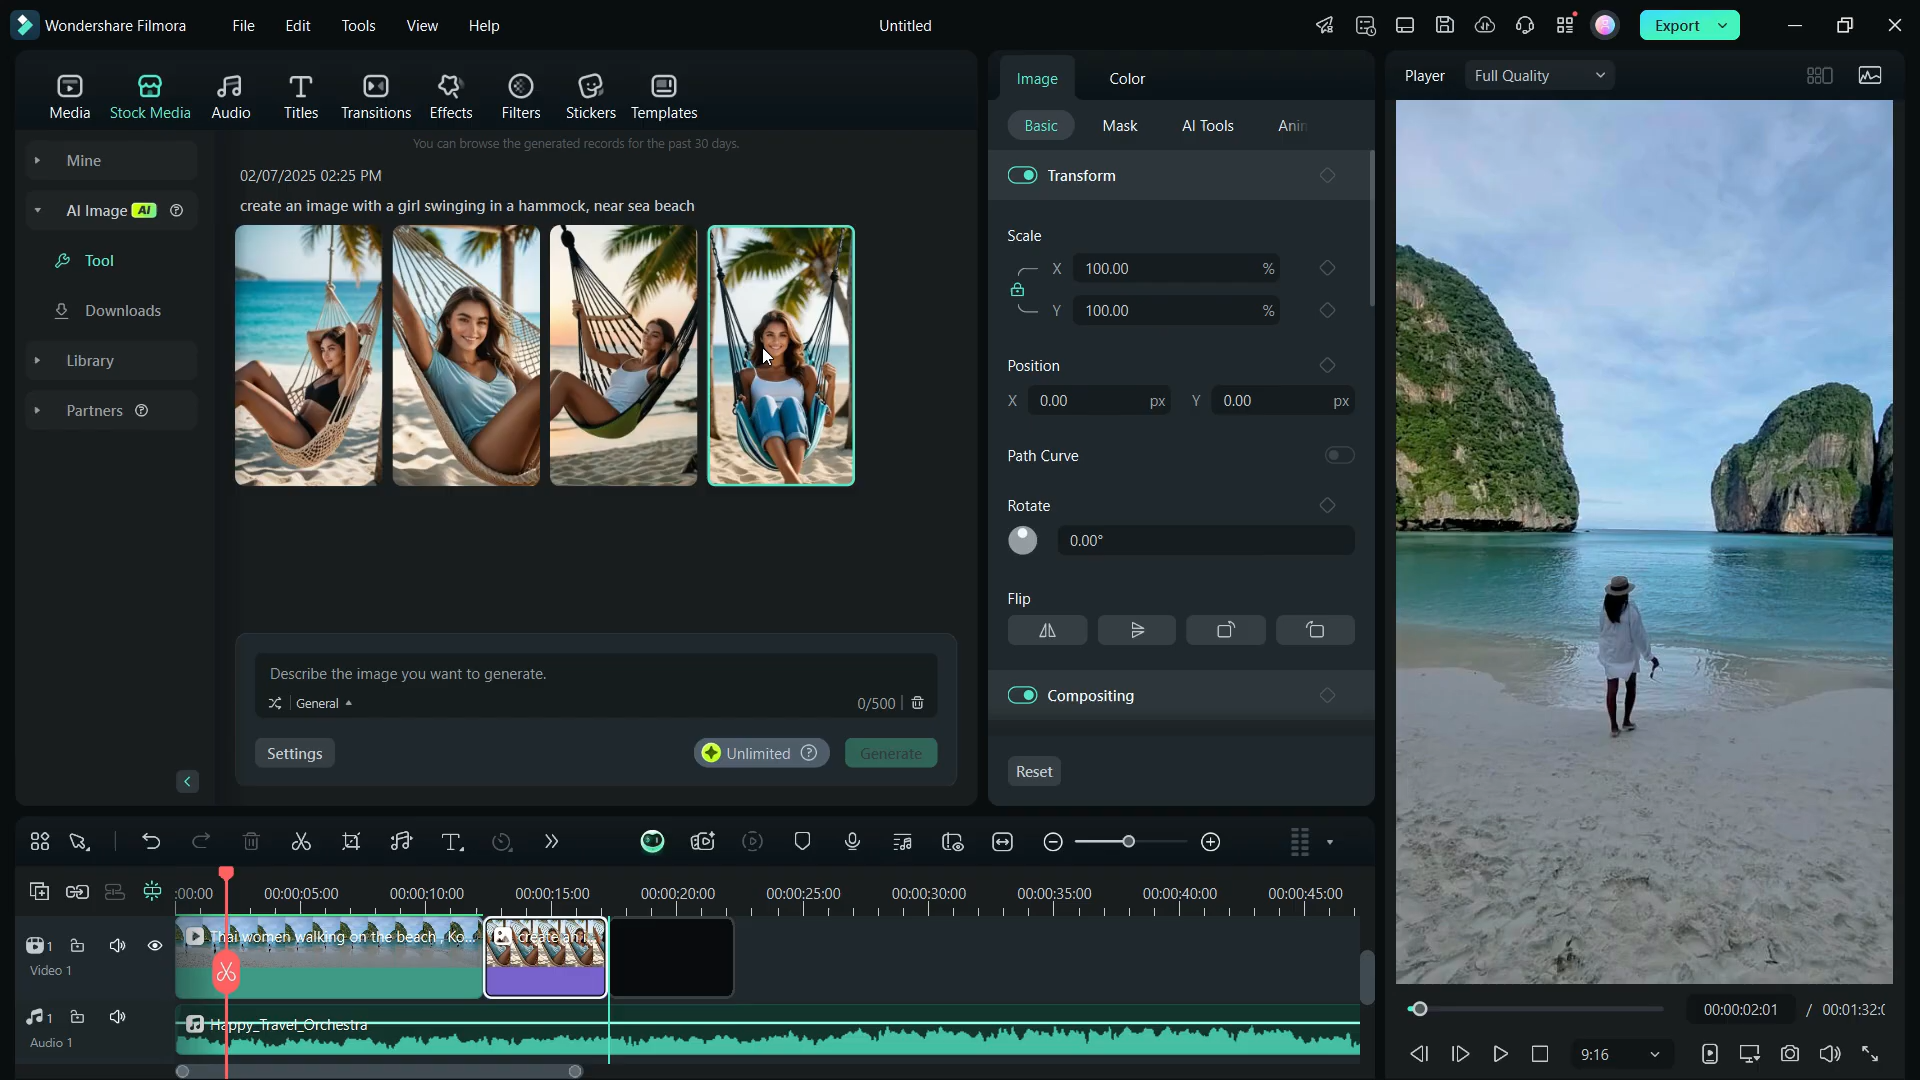 Wondershare Filmora
File
Edit
Tools
View
Help
Untitled
Export
Media
Stock Media
Audio
Titles
Transitions
Effects
Filters
Stickers
Templates
Mine
AI Image AI
Tool
Downloads
Library
Partners
You can browse the generated records for the past 30 days.
02/07/2025 02:25 PM
create an image with a girl swinging in a hammock, near sea beach
Describe the image you want to generate.
General
0/500
Settings
Unlimited
Generate
Image
Color
Basic
Mask
AI Tools
Transform
Scale
X 100.00 %
Y 100.00 %
Position
X 0.00 px Y 0.00 px
Path Curve
Rotate
0.00°
Flip
Compositing
Reset
Player
Full Quality
00:00:02:01 / 00:01:32:
9:16
:00:00 00:00:05:00 00:00:10:00 00:00:15:00 00:00:20:00 00:00:25:00 00:00:30:00 00:00:35:00 00:00:40:00 00:00:45:00
1
Video 1
Thai women walking on the beach , Ko...
create an i...
1
Audio 1
Happy_Travel_Orchestra